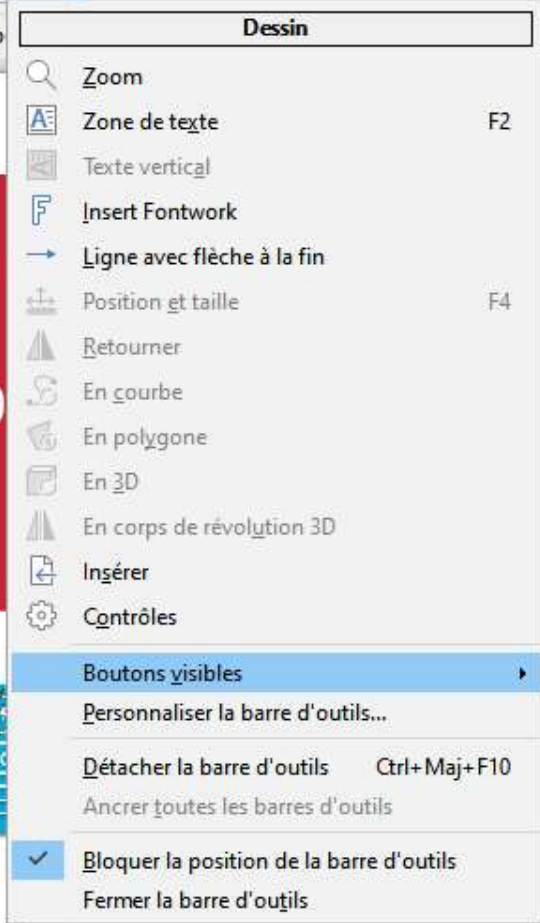 Dessin
Zoom
Zone de texte F2
Texte vertical
Insert Fontwork
Ligne avec flèche à la fin
Position et taille F4
Retourner
En courbe
En polygone
En 3D
En corps de révolution 3D
Insérer
Contrôles
Boutons visibles
Personnaliser la barre d'outils...
Détacher la barre d'outils Ctrl+Maj+F10
Ancrer toutes les barres d'outils
Bloquer la position de la barre d'outils
Fermer la barre d'outils